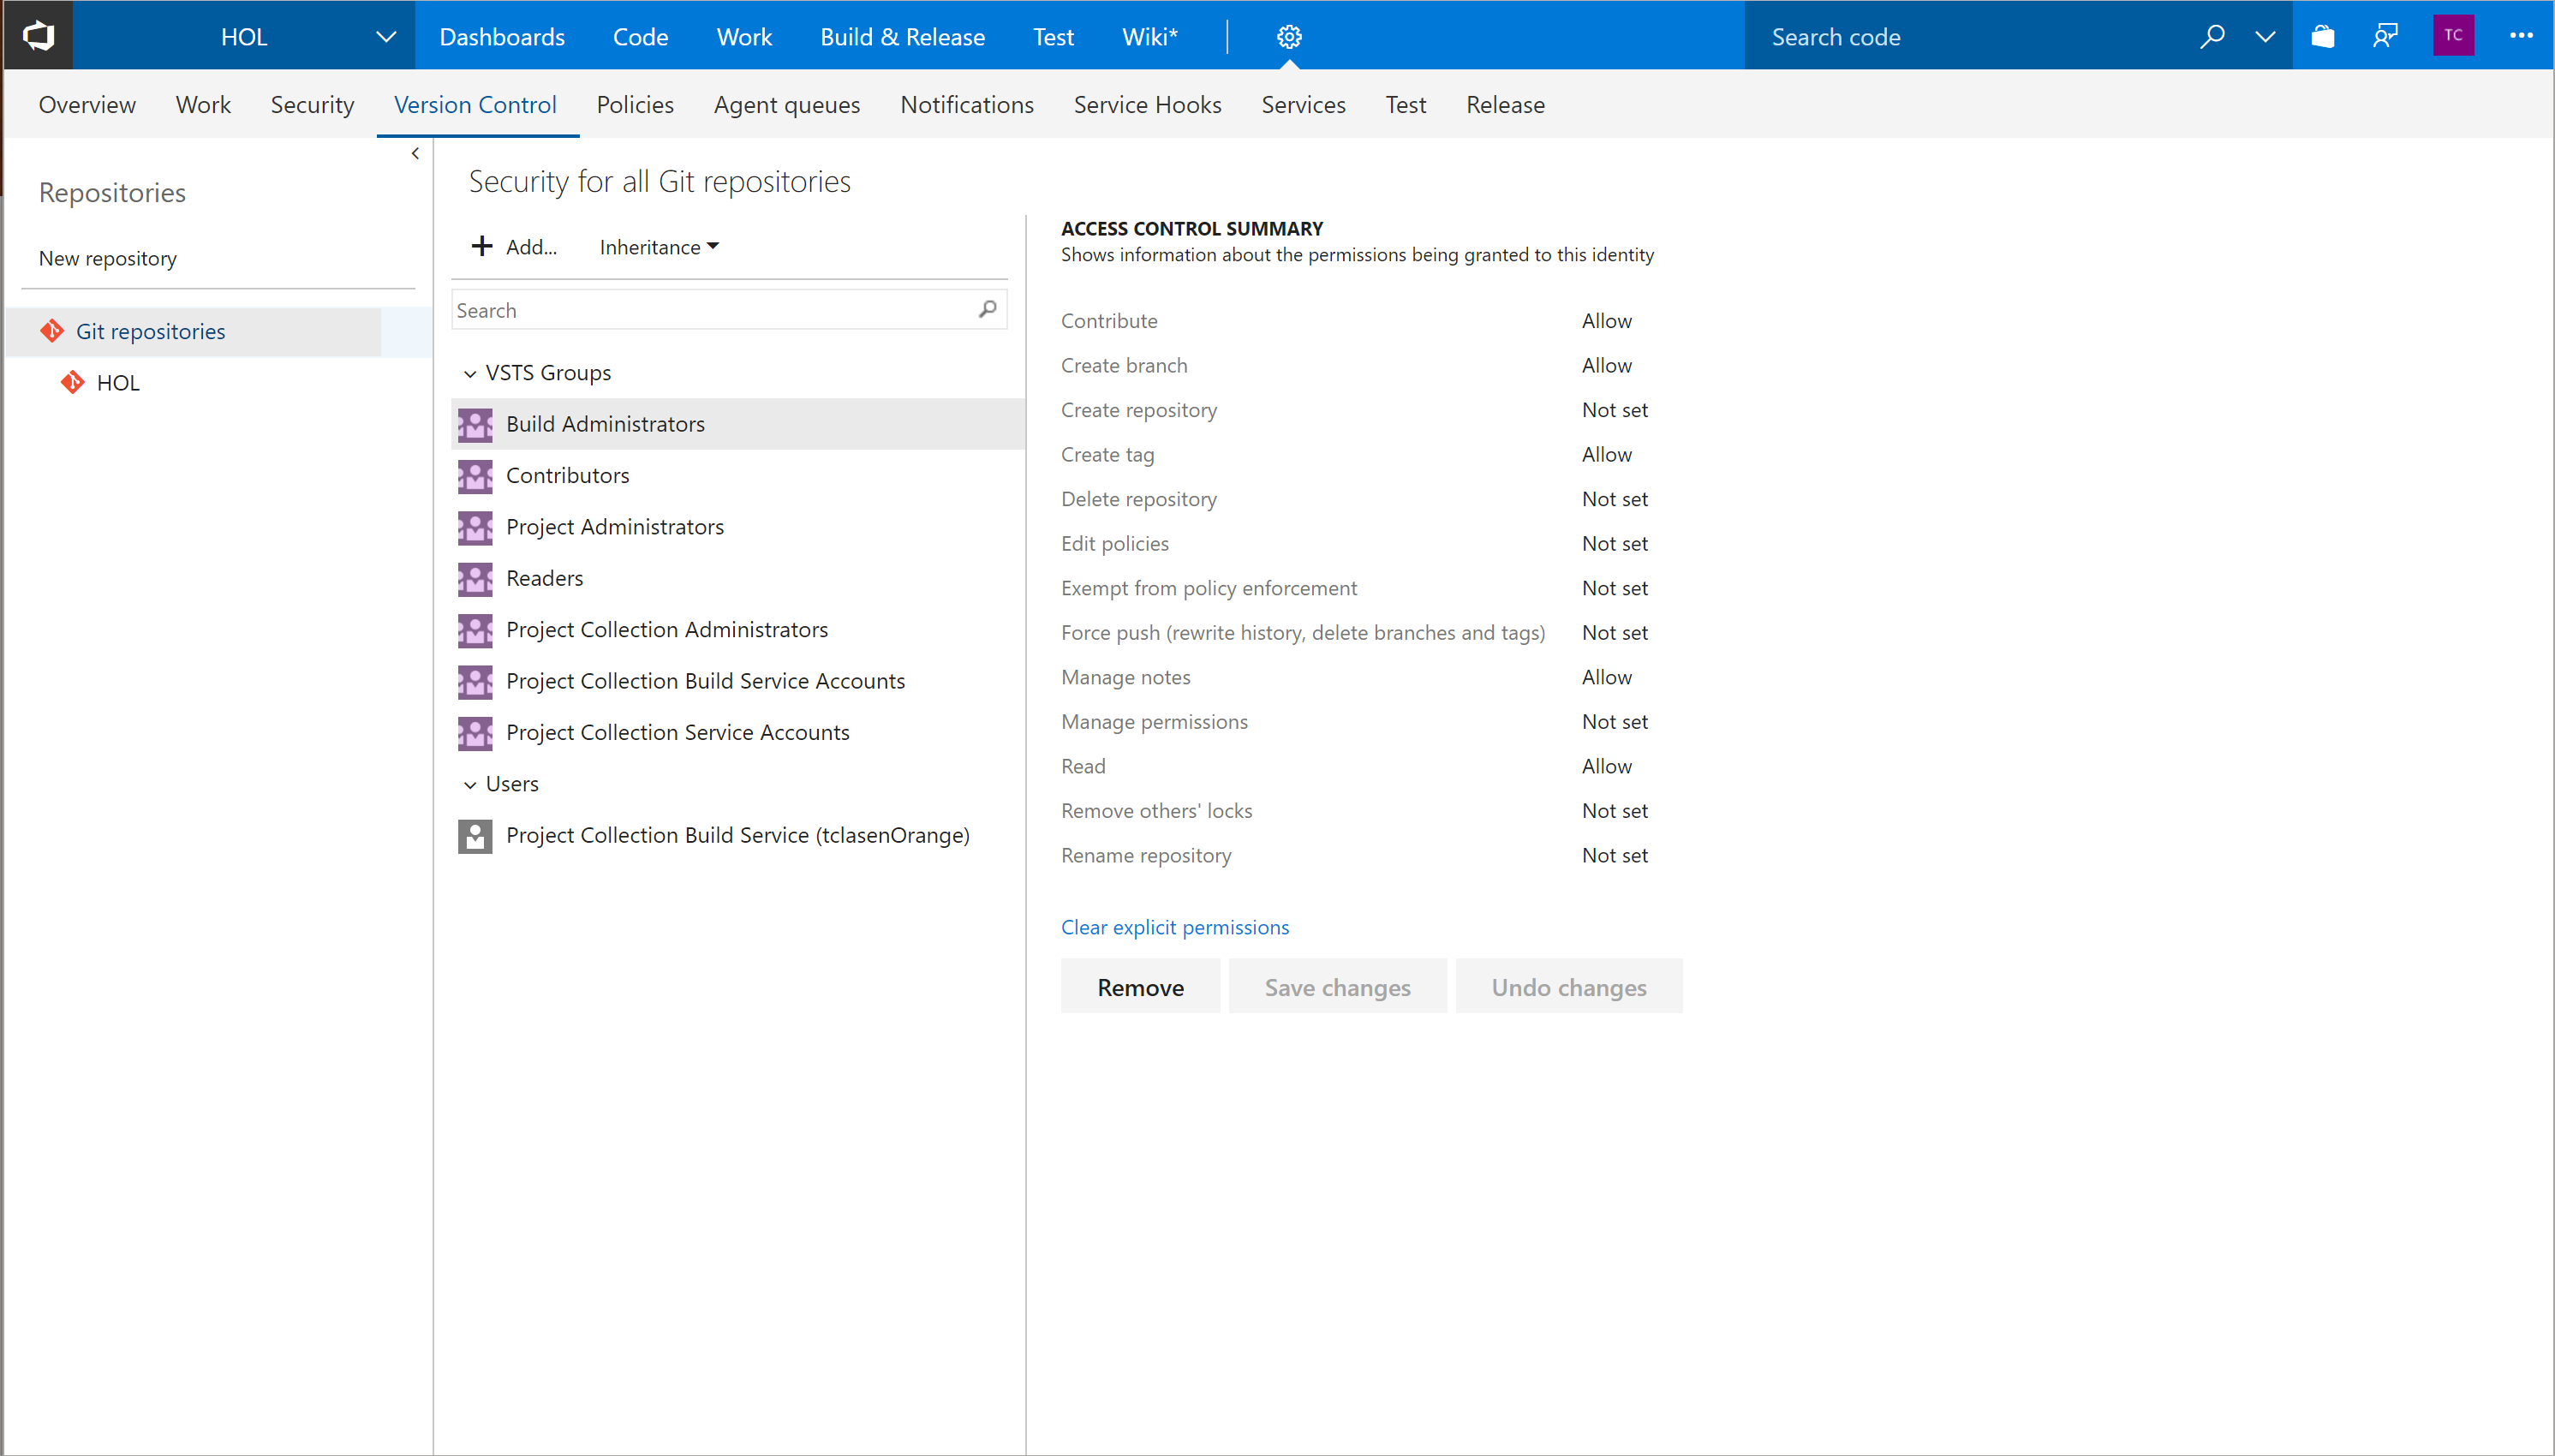 HOL
Dashboards Code Work Build & Release Test Wiki*
Search code
TC
Overview Work Security Version Control Policies Agent queues Notifications Service Hooks Services Test Release
Repositories
New repository
Git repositories
HOL
Security for all Git repositories
Add... Inheritance
Search
VSTS Groups
Build Administrators
Contributors
Project Administrators
Readers
Project Collection Administrators
Project Collection Build Service Accounts
Project Collection Service Accounts
Users
Project Collection Build Service (tclasenOrange)
ACCESS CONTROL SUMMARY
Shows information about the permissions being granted to this identity
Contribute Allow
Create branch Allow
Create repository Not set
Create tag Allow
Delete repository Not set
Edit policies Not set
Exempt from policy enforcement Not set
Force push (rewrite history, delete branches and tags) Not set
Manage notes Allow
Manage permissions Not set
Read Allow
Remove others' locks Not set
Rename repository Not set
Clear explicit permissions
Remove Save changes Undo changes